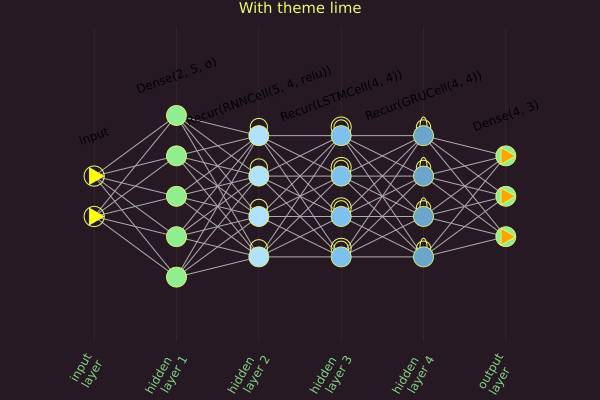 With theme lime
input
Dense(2, 5, σ)
Recur(RNNCell(5, 4, relu))
Recur(LSTMCell(4, 4))
Recur(GRUCell(4, 4))
Dense(4, 3)
input
layer
hidden
layer 1
hidden
layer 2
hidden
layer 3
hidden
layer 4
output
layer